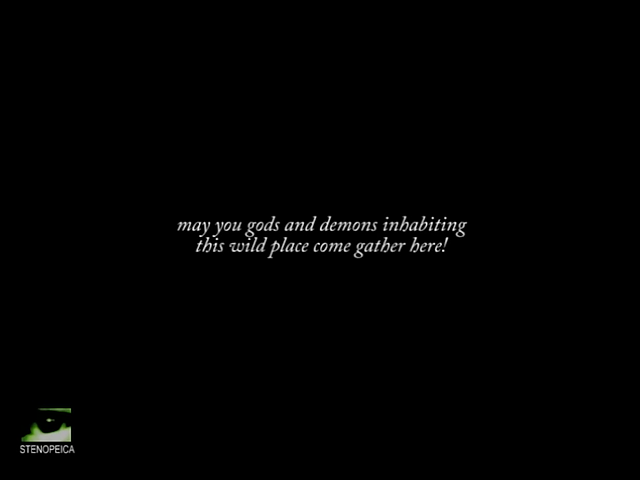 may you gods and demons inhabiting
this wild place come gather here!
STENOPEICA